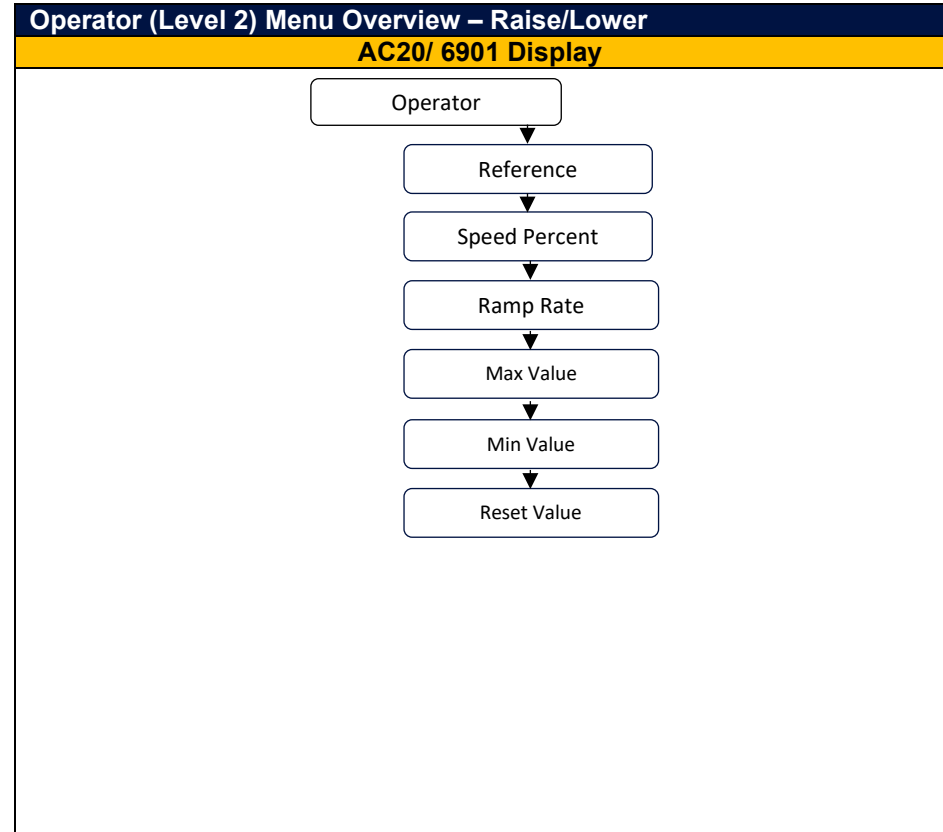 Operator (Level 2) Menu Overview – Raise/Lower
AC20/ 6901 Display
Operator
Reference
Speed Percent
Ramp Rate
Max Value
Min Value
Reset Value